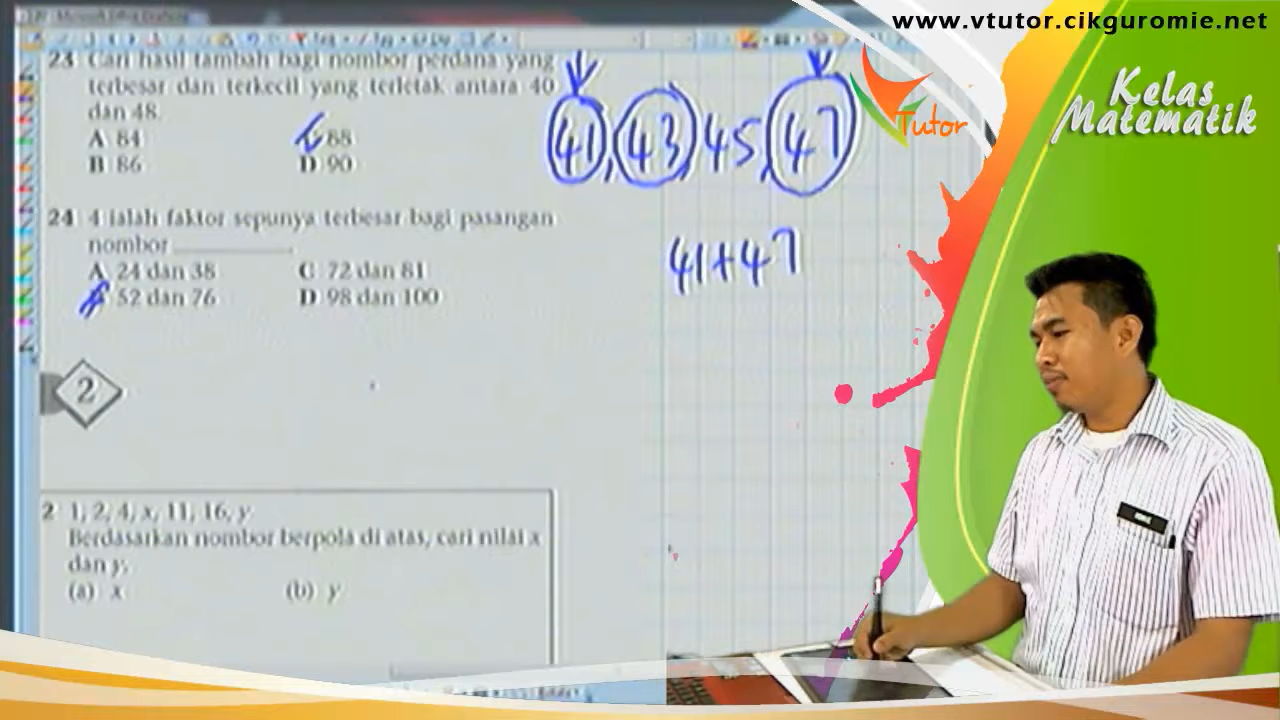 www.vtutor.cikguromie.net
Kelas
Matematik
Tutor
23 Cari hasil tambah bagi nombor perdana yang
terbesar dan terkecil yang terletak antara 40
dan 48.
A 84
88
B 86
D 90
41, 43, 45, 47
41+47
24 4 ialah faktor sepunya terbesar bagi pasangan
nombor ________.
A 24 dan 38
C 72 dan 81
52 dan 76
D 98 dan 100
2
2 1, 2, 4, x, 11, 16, y
Berdasarkan nombor berpola di atas, cari nilai x
dan y.
(a) x
(b) y